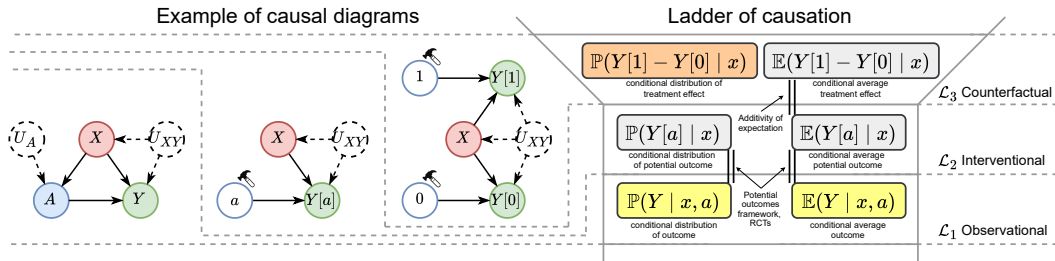 Example of causal diagrams
Ladder of causation
U_A
X
U_XY
A
Y
X
U_XY
a
Y[a]
1
Y[1]
X
U_XY
0
Y[0]
ℙ(Y[1] − Y[0] | x)
conditional distribution of
treatment effect
𝔼(Y[1] − Y[0] | x)
conditional average
treatment effect
ℒ₃ Counterfactual
Additivity of
expectation
ℙ(Y[a] | x)
conditional distribution
of potential outcome
𝔼(Y[a] | x)
conditional average
potential outcome
ℒ₂ Interventional
Potential
outcomes
framework,
RCTs
ℙ(Y | x, a)
conditional distribution
of outcome
𝔼(Y | x, a)
conditional average
outcome
ℒ₁ Observational